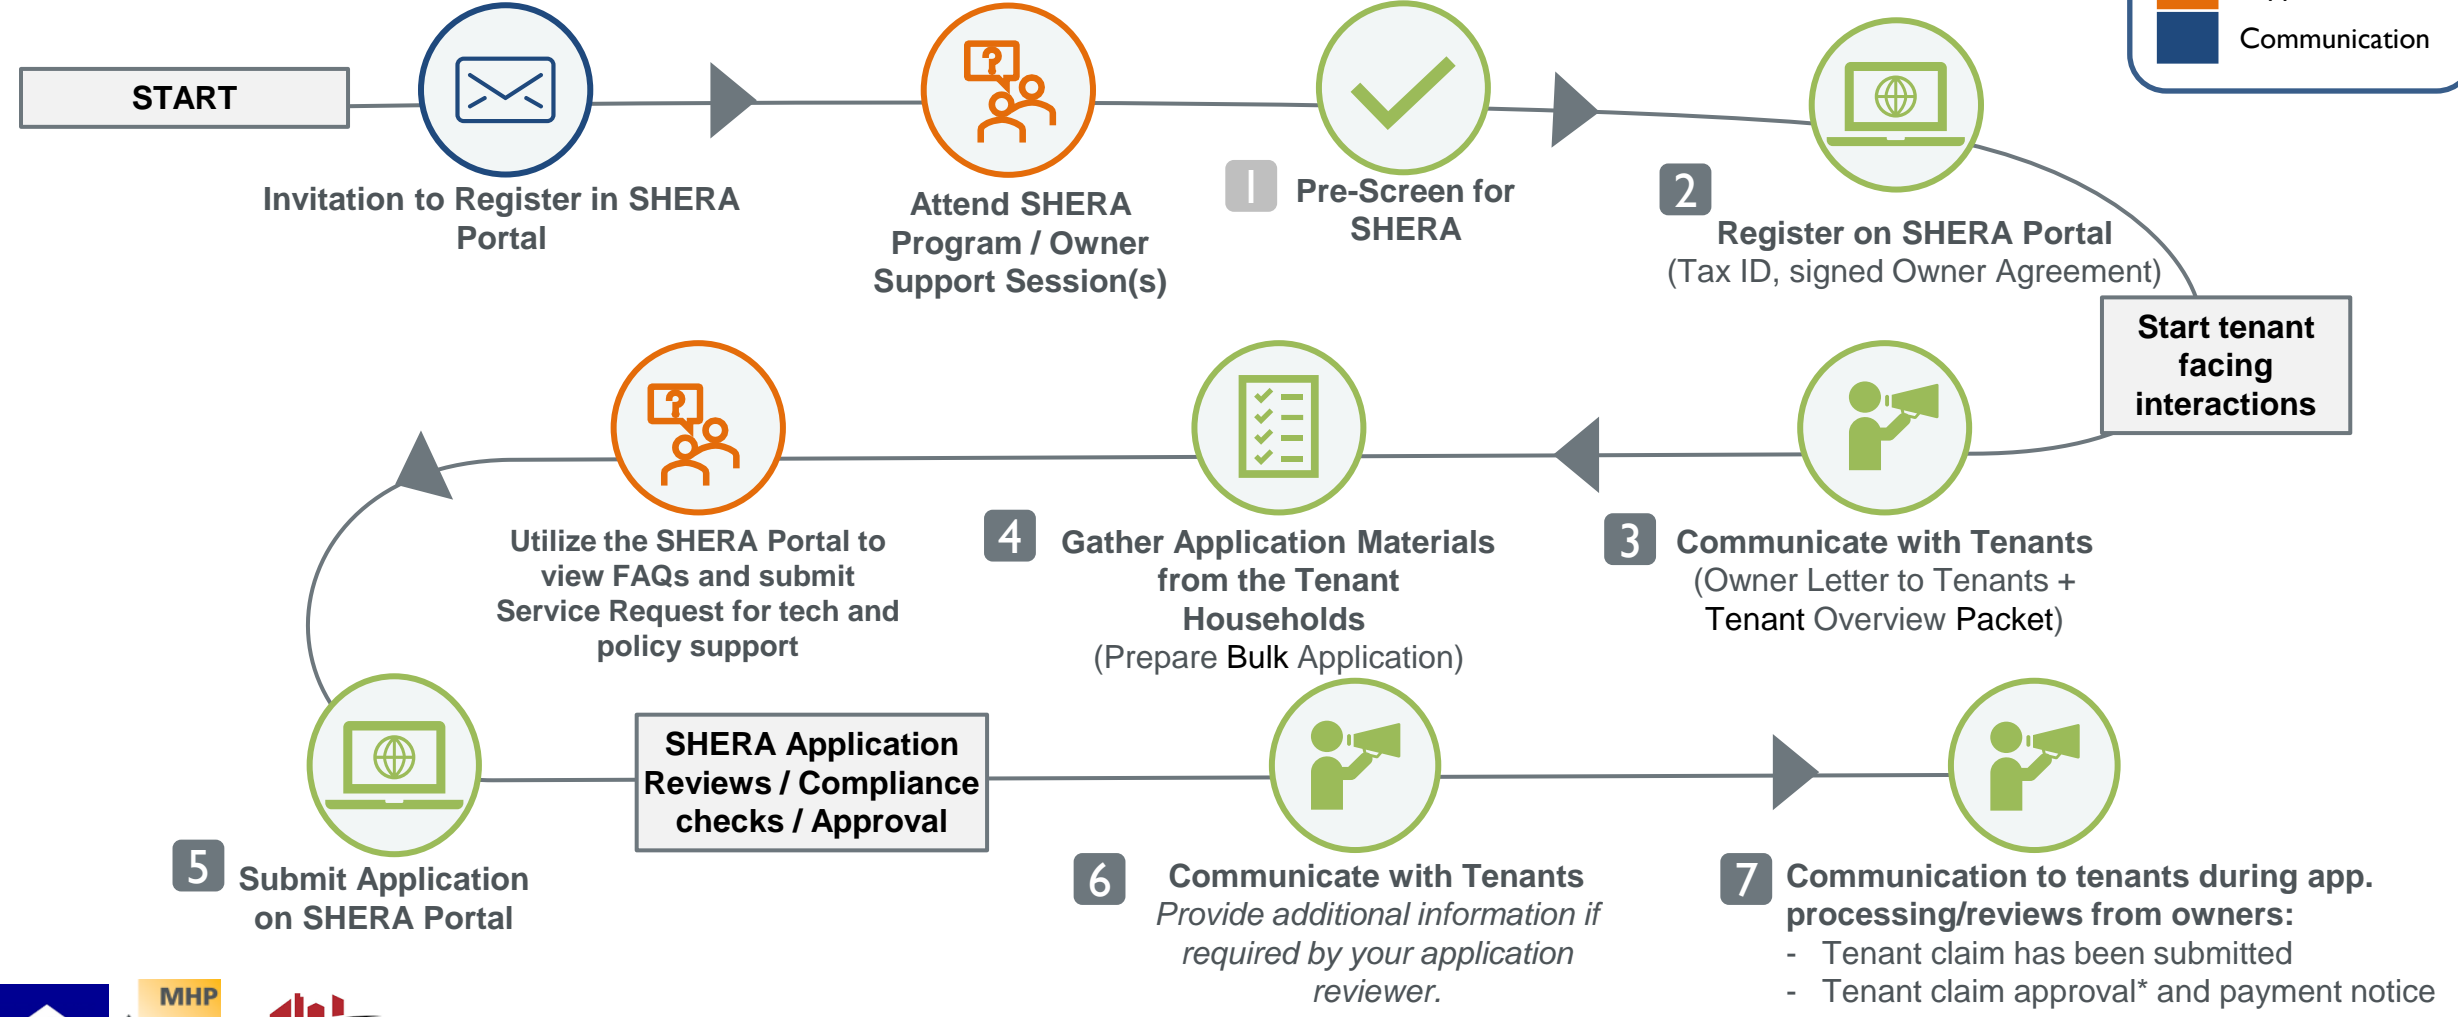 Communication
START
Invitation to Register in SHERA
Portal
Attend SHERA
Program / Owner
Support Session(s)
1
Pre-Screen for
SHERA
2
Register on SHERA Portal
(Tax ID, signed Owner Agreement)
Start tenant
facing
interactions
3
Communicate with Tenants
(Owner Letter to Tenants +
Tenant Overview Packet)
4
Gather Application Materials
from the Tenant
Households
(Prepare Bulk Application)
?
Utilize the SHERA Portal to
view FAQs and submit
Service Request for tech and
policy support
5
Submit Application
on SHERA Portal
SHERA Application
Reviews / Compliance
checks / Approval
6
Communicate with Tenants
Provide additional information if
required by your application
reviewer.
7
Communication to tenants during app.
processing/reviews from owners:
- Tenant claim has been submitted
- Tenant claim approval* and payment notice
MHP